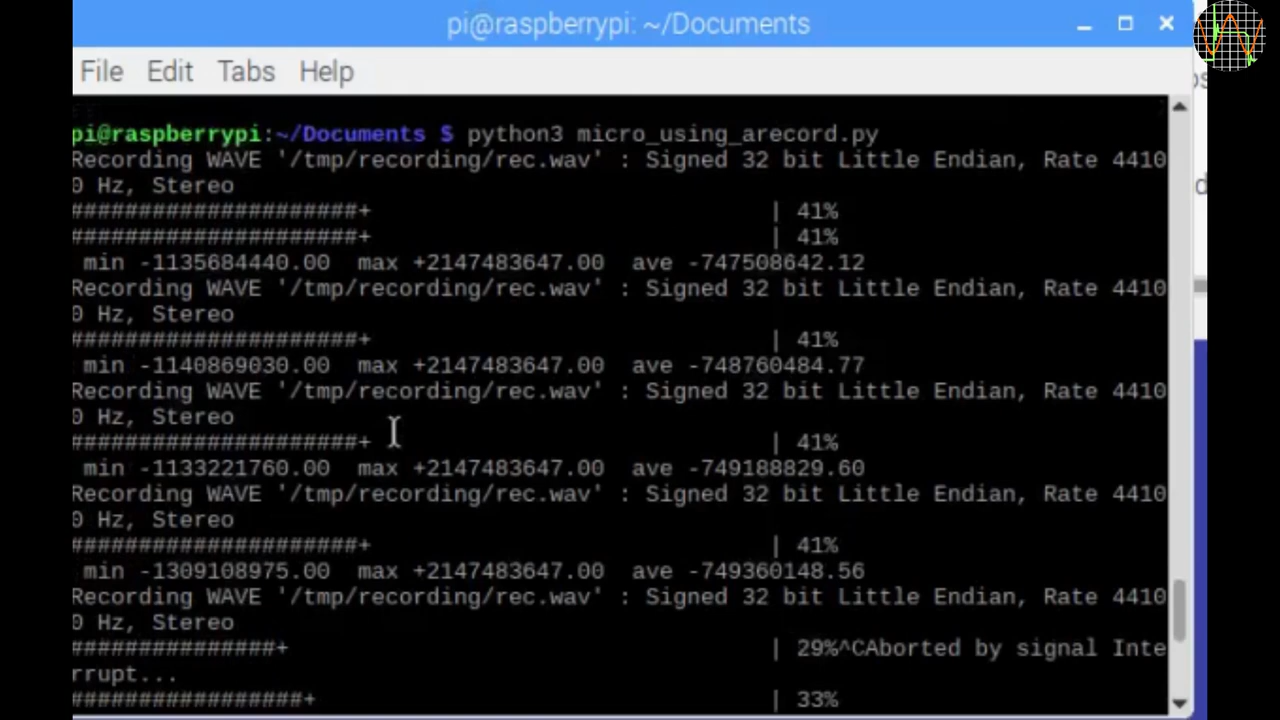 pi@raspberrypi: ~/Documents
File Edit Tabs Help
pi@raspberrypi:~/Documents $ python3 micro_using_arecord.py
Recording WAVE '/tmp/recording/rec.wav' : Signed 32 bit Little Endian, Rate 4410
0 Hz, Stereo
#####################+ | 41%
#####################+ | 41%
min -1135684440.00 max +2147483647.00 ave -747508642.12
Recording WAVE '/tmp/recording/rec.wav' : Signed 32 bit Little Endian, Rate 4410
0 Hz, Stereo
#####################+ | 41%
min -1140869030.00 max +2147483647.00 ave -748760484.77
Recording WAVE '/tmp/recording/rec.wav' : Signed 32 bit Little Endian, Rate 4410
0 Hz, Stereo
#####################+ | 41%
min -1133221760.00 max +2147483647.00 ave -749188829.60
Recording WAVE '/tmp/recording/rec.wav' : Signed 32 bit Little Endian, Rate 4410
0 Hz, Stereo
#####################+ | 41%
min -1309108975.00 max +2147483647.00 ave -749360148.56
Recording WAVE '/tmp/recording/rec.wav' : Signed 32 bit Little Endian, Rate 4410
0 Hz, Stereo
###############+ | 29%^CAborted by signal Inte
rrupt...
#################+ | 33%